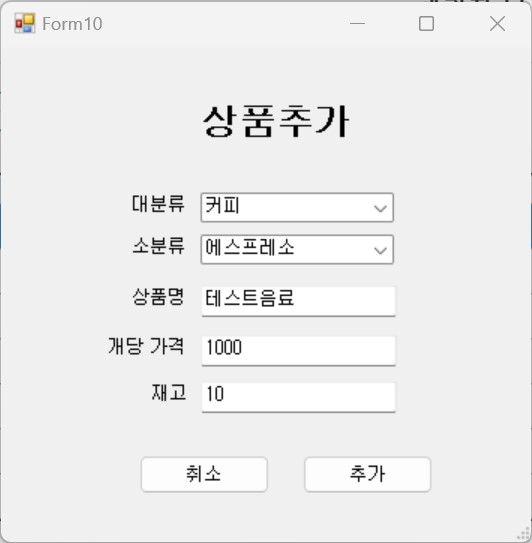 Form10
상품추가
대분류 커피
소분류 에스프레소
상품명 테스트음료
개당 가격 1000
재고 10
취소 추가